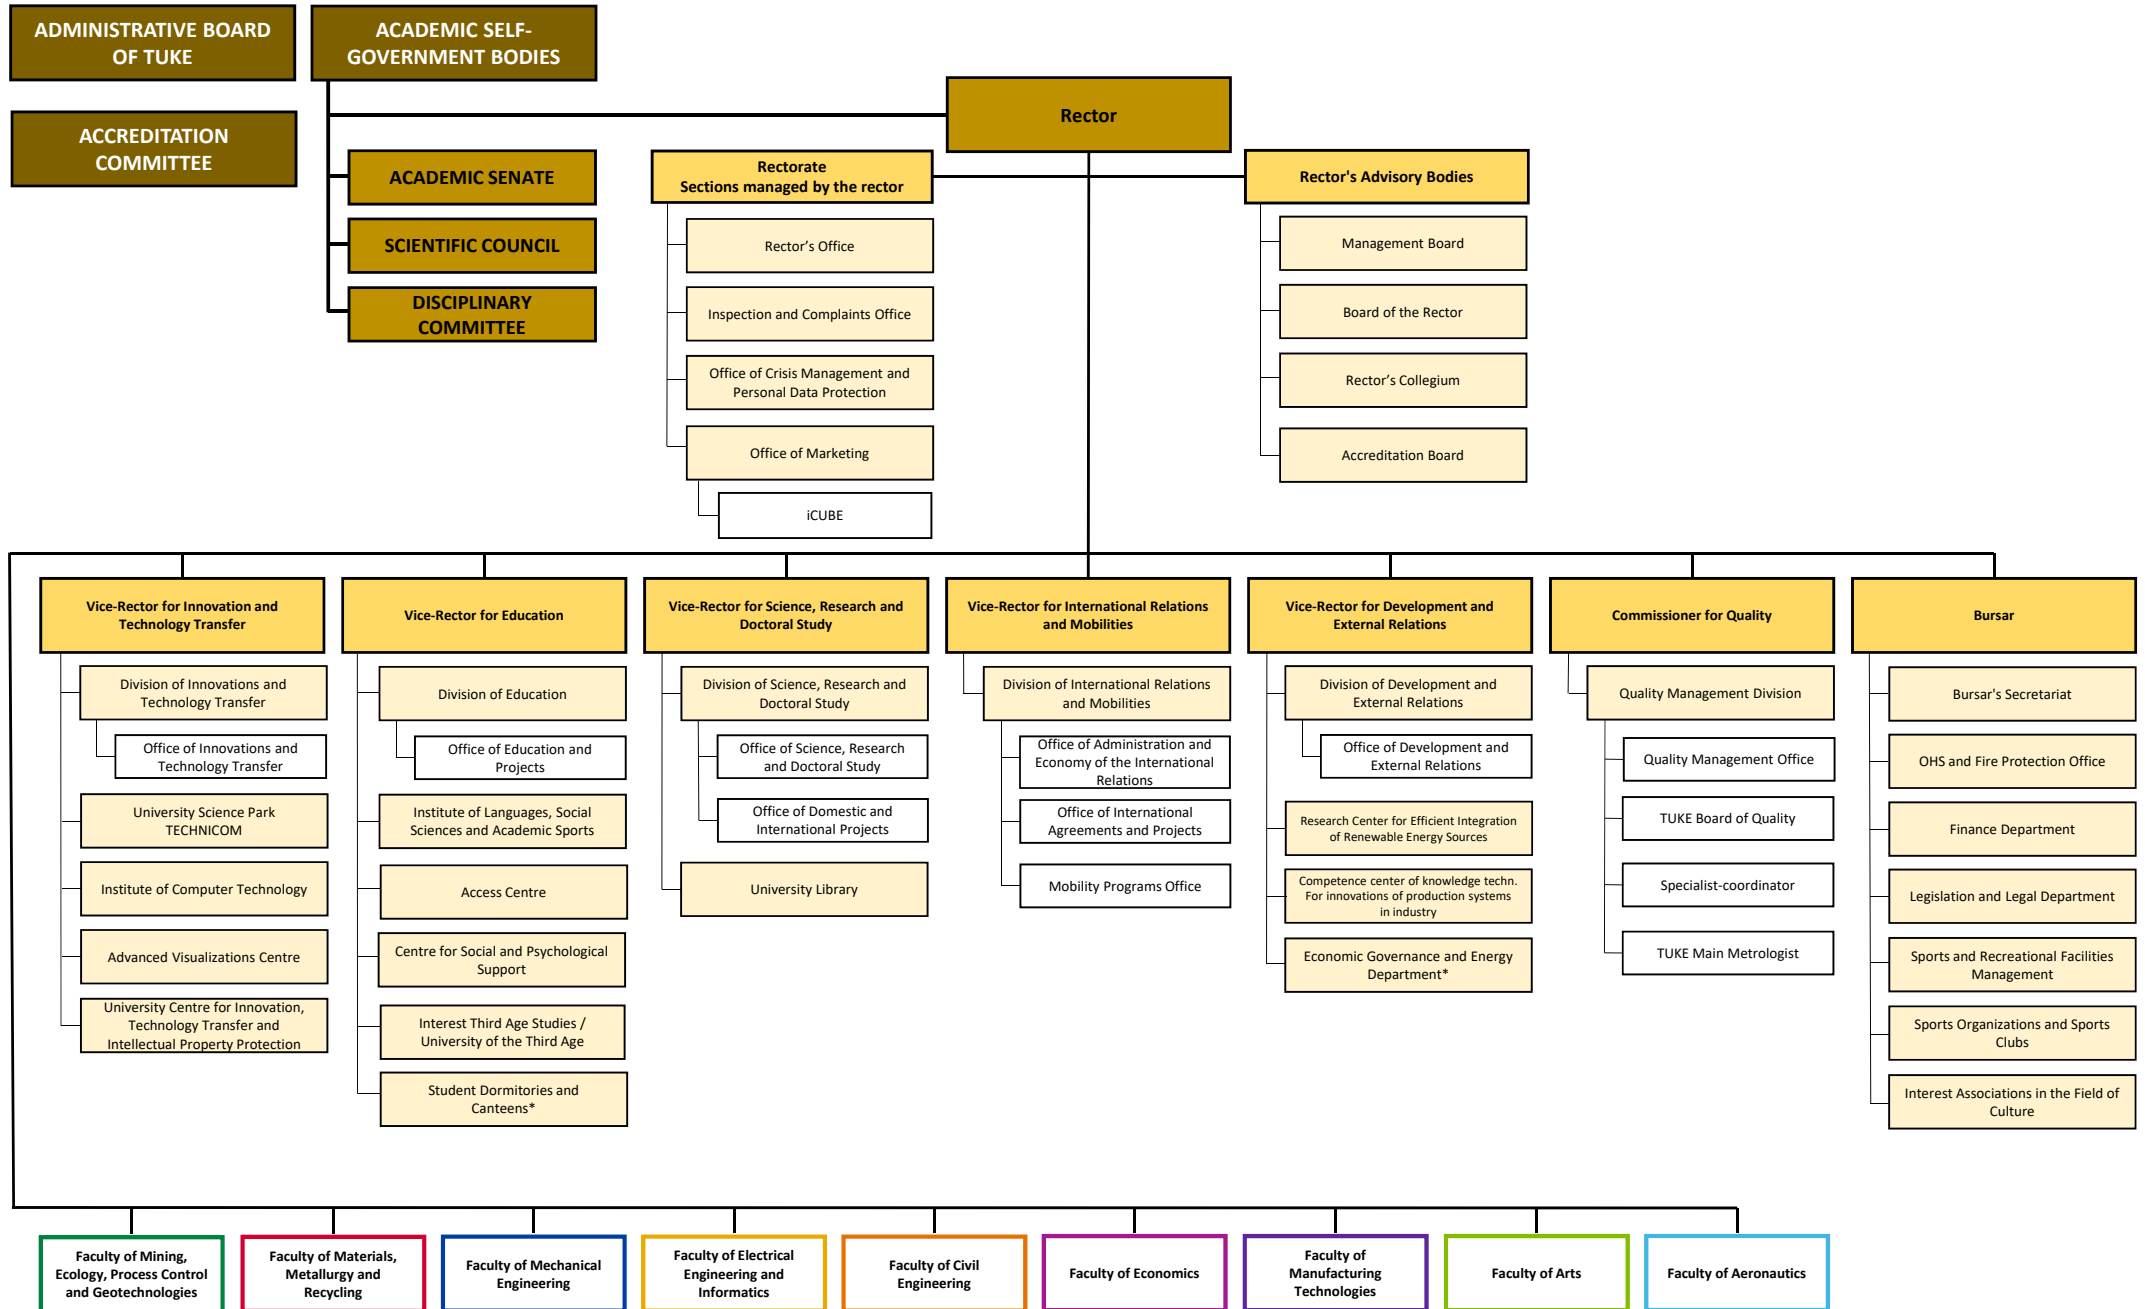 ADMINISTRATIVE BOARD
OF TUKE
ACADEMIC SELF-
GOVERNMENT BODIES
ACCREDITATION
COMMITTEE
Rector
ACADEMIC SENATE
SCIENTIFIC COUNCIL
DISCIPLINARY
COMMITTEE
Rectorate
Sections managed by the rector
Rector’s Office
Inspection and Complaints Office
Office of Crisis Management and
Personal Data Protection
Office of Marketing
iCUBE
Rector's Advisory Bodies
Management Board
Board of the Rector
Rector’s Collegium
Accreditation Board
Vice-Rector for Innovation and
Technology Transfer
Division of Innovations and
Technology Transfer
Office of Innovations and
Technology Transfer
University Science Park
TECHNICOM
Institute of Computer Technology
Advanced Visualizations Centre
University Centre for Innovation,
Technology Transfer and
Intellectual Property Protection
Vice-Rector for Education
Division of Education
Office of Education and
Projects
Institute of Languages, Social
Sciences and Academic Sports
Access Centre
Centre for Social and Psychological
Support
Interest Third Age Studies /
University of the Third Age
Student Dormitories and
Canteens*
Vice-Rector for Science, Research and
Doctoral Study
Division of Science, Research and
Doctoral Study
Office of Science, Research
and Doctoral Study
Office of Domestic and
International Projects
University Library
Vice-Rector for International Relations
and Mobilities
Division of International Relations
and Mobilities
Office of Administration and
Economy of the International
Relations
Office of International
Agreements and Projects
Mobility Programs Office
Vice-Rector for Development and
External Relations
Division of Development and
External Relations
Office of Development and
External Relations
Research Center for Efficient Integration
of Renewable Energy Sources
Competence center of knowledge techn.
For innovations of production systems
in industry
Economic Governance and Energy
Department*
Commissioner for Quality
Quality Management Division
Quality Management Office
TUKE Board of Quality
Specialist-coordinator
TUKE Main Metrologist
Bursar
Bursar's Secretariat
OHS and Fire Protection Office
Finance Department
Legislation and Legal Department
Sports and Recreational Facilities
Management
Sports Organizations and Sports
Clubs
Interest Associations in the Field of
Culture
Faculty of Mining,
Ecology, Process Control
and Geotechnologies
Faculty of Materials,
Metallurgy and
Recycling
Faculty of Mechanical
Engineering
Faculty of Electrical
Engineering and
Informatics
Faculty of Civil
Engineering
Faculty of Economics
Faculty of
Manufacturing
Technologies
Faculty of Arts
Faculty of Aeronautics